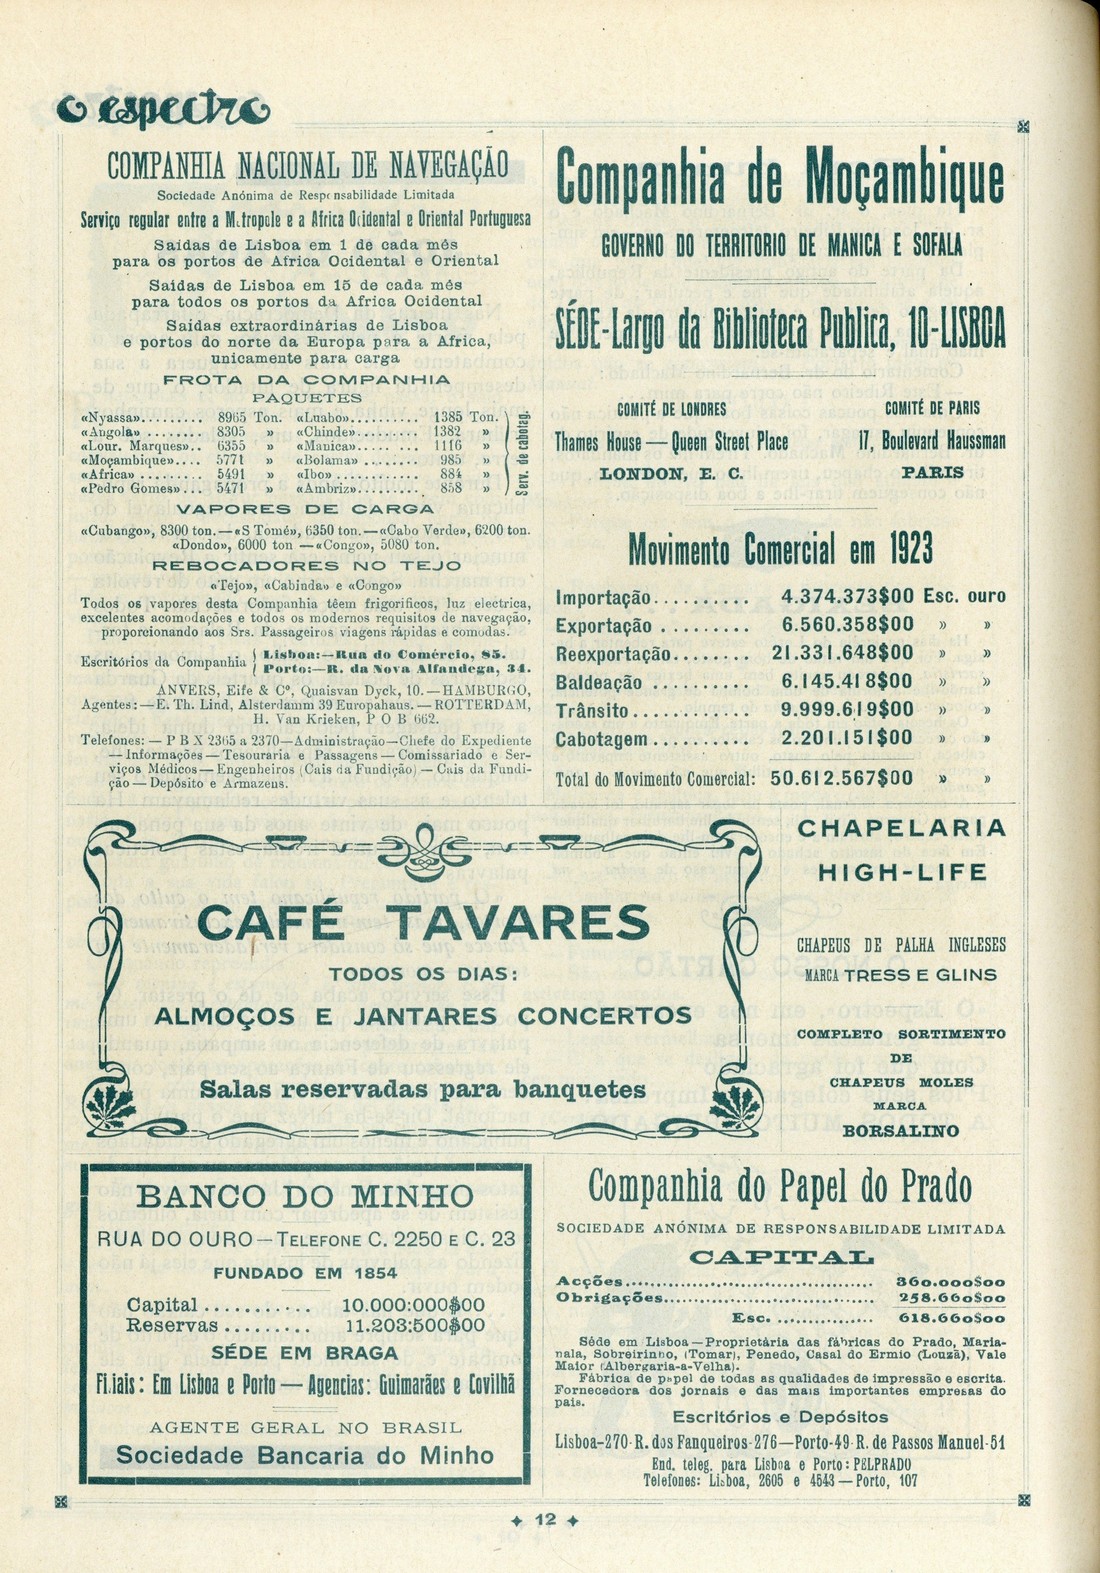 O espectro
COMPANHIA NACIONAL DE NAVEGAÇÃO
Sociedade Anónima de Respcnsabilidade Limitada
Serviço regular entre a Metropole e a Africa Ocidental e Oriental Portuguesa
Saídas de Lisboa em 1 de cada mês
para os portos de Africa Ocidental e Oriental
Saidas de Lisboa em 15 de cada mês
para todos os portos da Africa Ocidental
Saídas extraordinárias de Lisboa
e portos do norte da Europa para a Africa,
unicamente para carga
FROTA DA COMPANHIA
PAQUETES
«Nyassa»......... 8965 Ton. «Luabo»......... 1385 Ton.
«Angola» ........ 8305 » «Chinde»........ 1382 »
«Lour. Marques».. 6355 » «Manica»........ 1116 »
«Moçambique».... 5771 » «Bolama» ....... 985 »
«Africa» ........ 5491 » «Ibo» ........... 884 »
«Pedro Gomes»... 5471 » «Ambriz»......... 858 »
Serv. de cabotag.
VAPORES DE CARGA
«Cubango», 8300 ton.—«S Tomé», 6350 ton.—«Cabo Verde», 6200 ton.
«Dondo», 6000 ton —«Congo», 5080 ton.
REBOCADORES NO TEJO
«Tejo», «Cabinda» e «Congo»
Todos os vapores desta Companhia têem frigorificos, luz electrica,
excelentes acomodações e todos os modernos requisitos de navegação,
proporcionando aos Srs. Passageiros viagens rápidas e comodas.
Escritórios da Companhia { Lisboa:—Rua do Comércio, 85.
Porto:—R. da Nova Alfandega, 34.
ANVERS, Eife & Cº, Quaisvan Dyck, 10.—HAMBURGO,
Agentes:—E. Th. Lind, Alsterdamm 39 Europahaus.—ROTTERDAM,
H. Van Krieken, P O B 662.
Telefones: — P B X 2365 a 2370—Administração—Chefe do Expediente
—Informações—Tesouraria e Passagens—Comissariado e Ser-
viços Médicos—Engenheiros (Cais da Fundição)—Cais da Fundi-
ção—Depósito e Armazens.
Companhia de Moçambique
GOVERNO DO TERRITORIO DE MANICA E SOFALA
SÉDE-Largo da Biblioteca Publica, 10-LISBOA
COMITÉ DE LONDRES
Thames House — Queen Street Place
LONDON, E. C.
COMITÉ DE PARIS
17, Boulevard Haussman
PARIS
Movimento Comercial em 1923
Importação.......... 4.374.373$00 Esc. ouro
Exportação ......... 6.560.358$00 » »
Reexportação........ 21.331.648$00 » »
Baldeação .......... 6.145.418$00 » »
Trânsito............ 9.999.619$00 » »
Cabotagem.......... 2.201.151$00 » »
Total do Movimento Comercial: 50.612.567$00 » »
CAFÉ TAVARES
TODOS OS DIAS:
ALMOÇOS E JANTARES CONCERTOS
Salas reservadas para banquetes
CHAPELARIA
HIGH-LIFE
CHAPEUS DE PALHA INGLESES
MARCA TRESS E GLINS
COMPLETO SORTIMENTO
DE
CHAPEUS MOLES
MARCA
BORSALINO
BANCO DO MINHO
RUA DO OURO—TELEFONE C. 2250 E C. 23
FUNDADO EM 1854
Capital ........... 10.000:000$00
Reservas ......... 11.203:500$00
SÉDE EM BRAGA
Filiais: Em Lisboa e Porto — Agencias: Guimarães e Covilhã
AGENTE GERAL NO BRASIL
Sociedade Bancaria do Minho
Companhia do Papel do Prado
SOCIEDADE ANÓNIMA DE RESPONSABILIDADE LIMITADA
CAPITAL
Acções........................................ 360.000$00
Obrigações.................................. 258.660$00
Esc. ............... 618.660$00
Séde em Lisboa—Proprietária das fábricas do Prado, Maria-
naia, Sobreirinho, (Tomar), Penedo, Casal do Ermio (Louzã), Vale
Maior (Albergaria-a-Velha).
Fábrica de papel de todas as qualidades de impressão e escrita.
Fornecedora dos jornais e das mais importantes empresas do
país.
Escritórios e Depósitos
Lisboa-270-R. dos Fanqueiros-276—Porto-49-R. de Passos Manuel-51
End. teleg. para Lisboa e Porto: PELPRADO
Telefones: Lisboa, 2605 e 4543 — Porto, 107
12